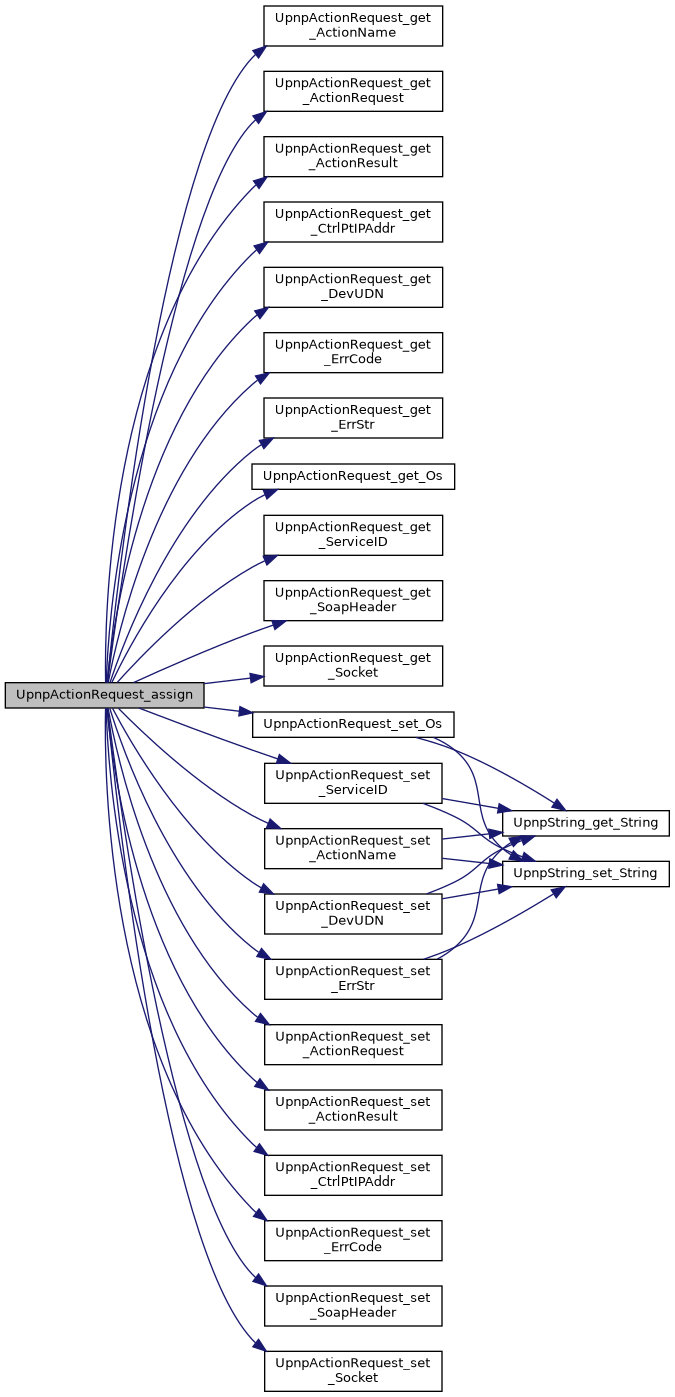 UpnpActionRequest_get
_ActionName
UpnpActionRequest_get
_ActionRequest
UpnpActionRequest_get
_ActionResult
UpnpActionRequest_get
_CtrlPtIPAddr
UpnpActionRequest_get
_DevUDN
UpnpActionRequest_get
_ErrCode
UpnpActionRequest_get
_ErrStr
UpnpActionRequest_get_Os
UpnpActionRequest_get
_ServiceID
UpnpActionRequest_get
_SoapHeader
UpnpActionRequest_get
_Socket
UpnpActionRequest_assign
UpnpActionRequest_set_Os
UpnpActionRequest_set
_ServiceID
UpnpString_get_String
UpnpActionRequest_set
_ActionName
UpnpString_set_String
UpnpActionRequest_set
_DevUDN
UpnpActionRequest_set
_ErrStr
UpnpActionRequest_set
_ActionRequest
UpnpActionRequest_set
_ActionResult
UpnpActionRequest_set
_CtrlPtIPAddr
UpnpActionRequest_set
_ErrCode
UpnpActionRequest_set
_SoapHeader
UpnpActionRequest_set
_Socket